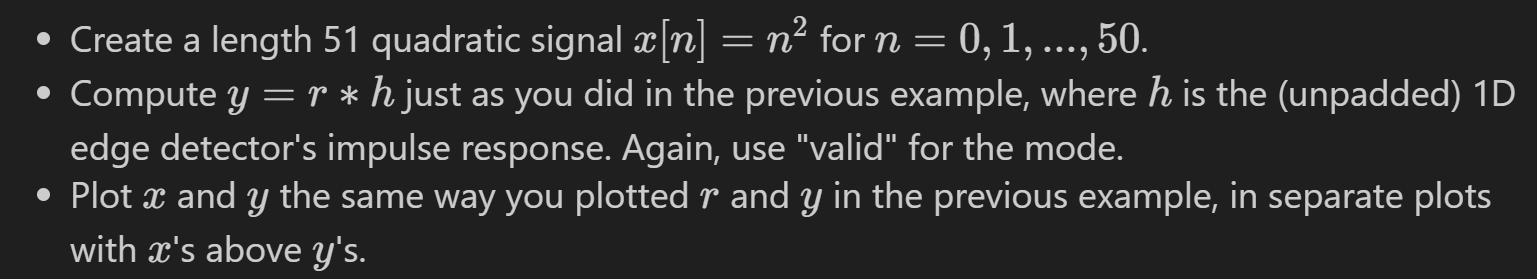 • Create a length 51 quadratic signal x[n] = n² for n = 0, 1, ..., 50.
• Compute y = r * h just as you did in the previous example, where h is the (unpadded) 1D
edge detector's impulse response. Again, use "valid" for the mode.
• Plot x and y the same way you plotted r and y in the previous example, in separate plots
with x's above y's.